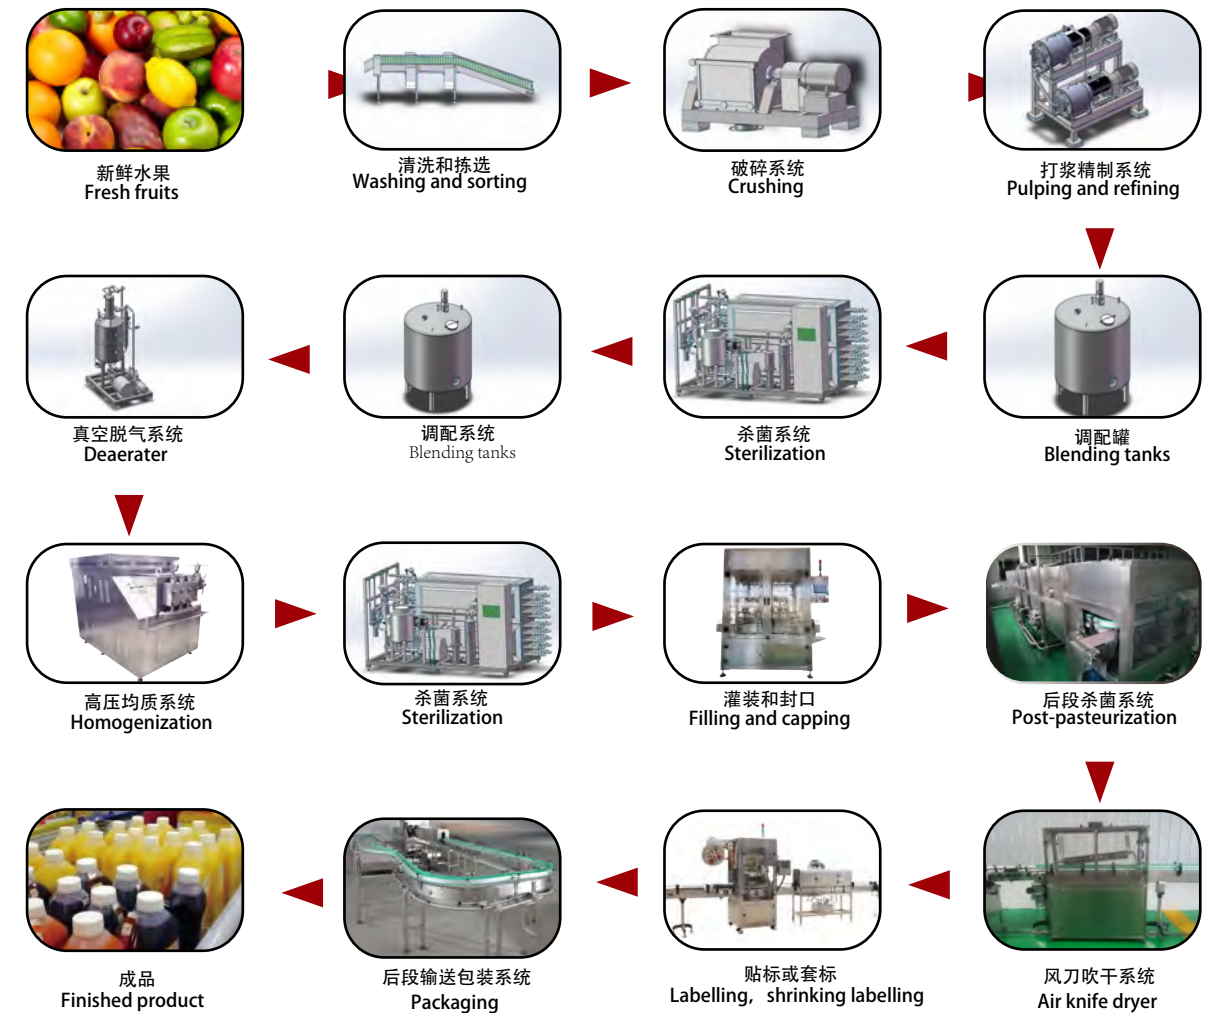 新鲜水果
Fresh fruits
清洗和拣选
Washing and sorting
破碎系统
Crushing
打浆精制系统
Pulping and refining
真空脱气系统
Deaerater
调配系统
Blending tanks
杀菌系统
Sterilization
调配罐
Blending tanks
高压均质系统
Homogenization
杀菌系统
Sterilization
灌装和封口
Filling and capping
后段杀菌系统
Post-pasteurization
成品
Finished product
后段输送包装系统
Packaging
贴标或套标
Labelling, shrinking labelling
风刀吹干系统
Air knife dryer